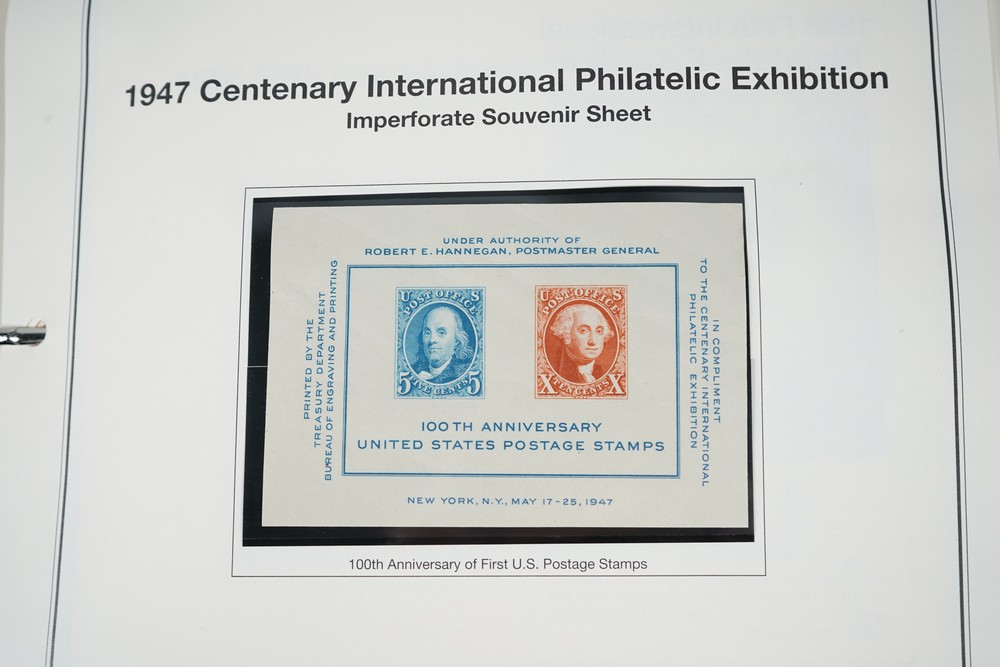 1947 Centenary International Philatelic Exhibition
Imperforate Souvenir Sheet
UNDER AUTHORITY OF
ROBERT E. HANNEGAN, POSTMASTER GENERAL
PRINTED BY THE
TREASURY DEPARTMENT
BUREAU OF ENGRAVING AND PRINTING
U S
POST OFFICE
5 FIVE CENTS 5
U S
POST OFFICE
X TEN CENTS X
100TH ANNIVERSARY
UNITED STATES POSTAGE STAMPS
IN COMPLIMENT
TO THE CENTENARY INTERNATIONAL
PHILATELIC EXHIBITION
NEW YORK, N.Y., MAY 17-25, 1947
100th Anniversary of First U.S. Postage Stamps